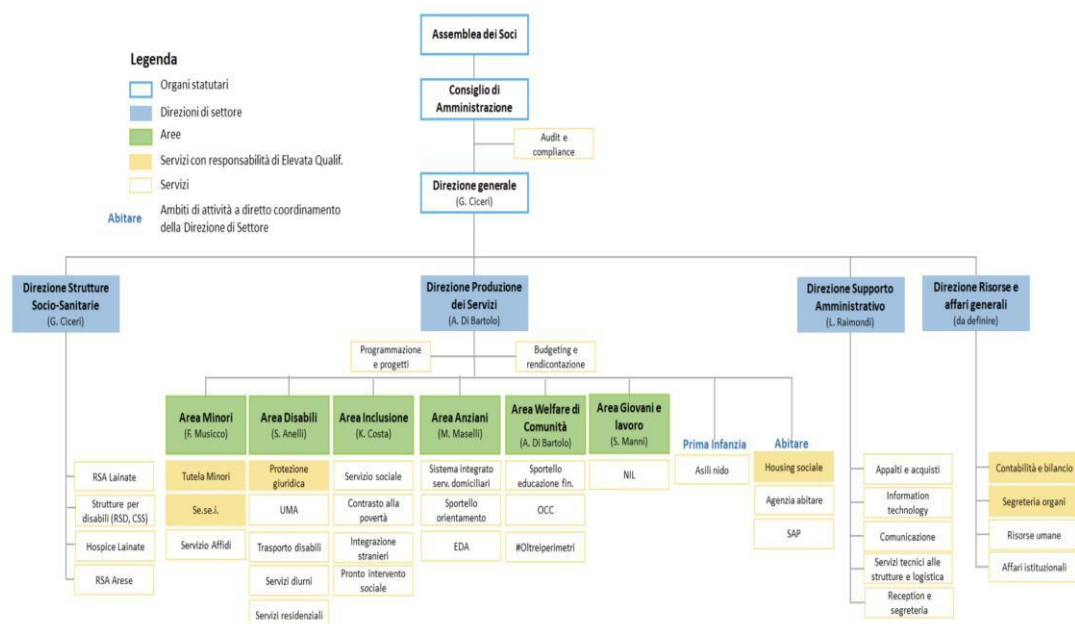 Assemblea dei Soci
Legenda
Organi statutari
Direzioni di settore
Aree
Servizi con responsabilità di Elevata Qualif.
Servizi
Abitare
Ambiti di attività a diretto coordinamento
della Direzione di Settore
Consiglio di
Amministrazione
Audit e
compliance
Direzione generale
(G. Ciceri)
Direzione Strutture
Socio-Sanitarie
(G. Ciceri)
Direzione Produzione
dei Servizi
(A. Di Bartolo)
Direzione Supporto
Amministrativo
(L. Raimondi)
Direzione Risorse e
affari generali
(da definire)
Programmazione
e progetti
Budgeting e
rendicontazione
Area Minori
(F. Musicco)
Area Disabili
(S. Anelli)
Area Inclusione
(K. Costa)
Area Anziani
(M. Maselli)
Area Welfare di
Comunità
(A. Di Bartolo)
Area Giovani e
lavoro
(S. Manni)
Prima Infanzia
Abitare
RSA Lainate
Strutture per
disabili (RSD, CSS)
Hospice Lainate
RSA Arese
Tutela Minori
Se.se.i.
Servizio Affidi
Protezione
giuridica
UMA
Trasporto disabili
Servizi diurni
Servizi residenziali
Servizio sociale
Contrasto alla
povertà
Integrazione
stranieri
Pronto intervento
sociale
Sistema integrato
serv. domiciliari
Sportello
orientamento
EDA
Sportello
educazione fin.
OCC
#Oltreiperimetri
NIL
Asili nido
Housing sociale
Agenzia abitare
SAP
Appalti e acquisti
Information
technology
Comunicazione
Servizi tecnici alle
strutture e logistica
Reception e
segreteria
Contabilità e bilancio
Segreteria organi
Risorse umane
Affari istituzionali